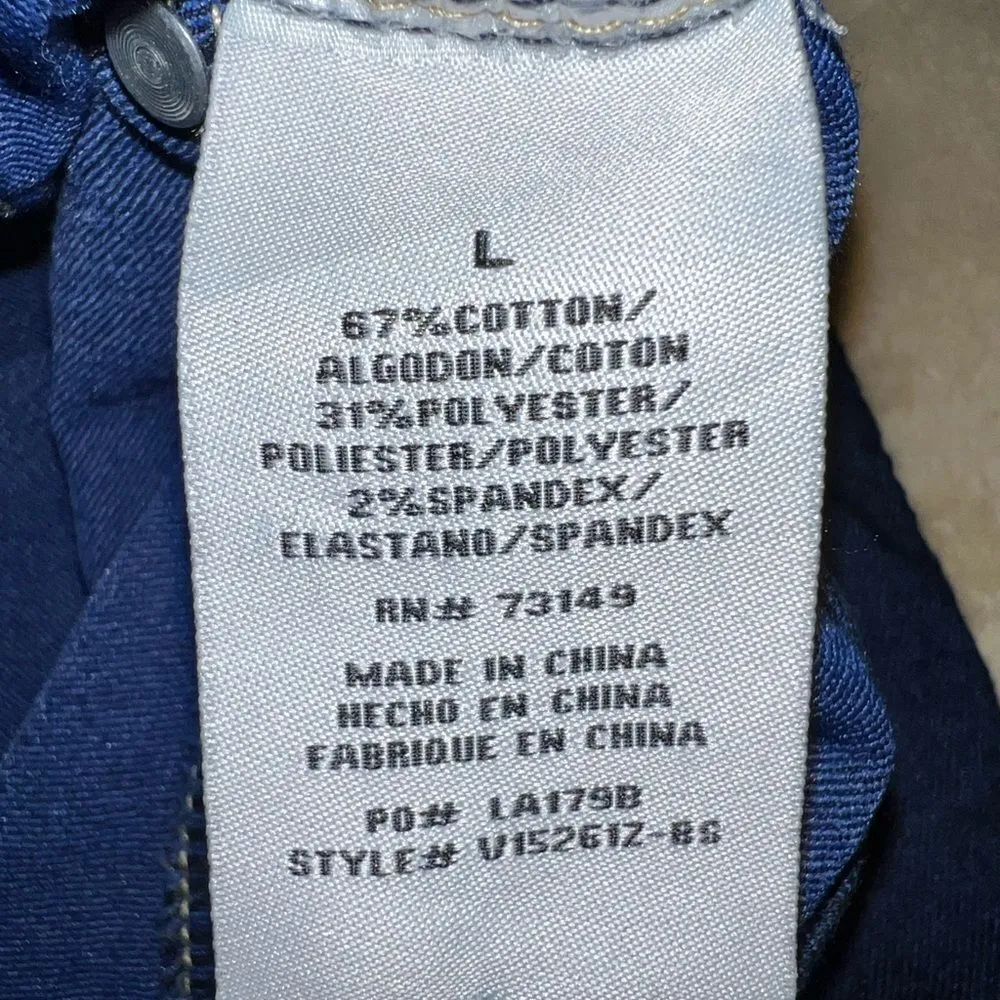 L
67%COTTON/
ALGODON/COTON
31%POLYESTER/
POLIESTER/POLYESTER
2%SPANDEX/
ELASTANO/SPANDEX
RN# 73149
MADE IN CHINA
HECHO EN CHINA
FABRIQUE EN CHINA
PO# LA179B
STYLE# V15261Z-BS